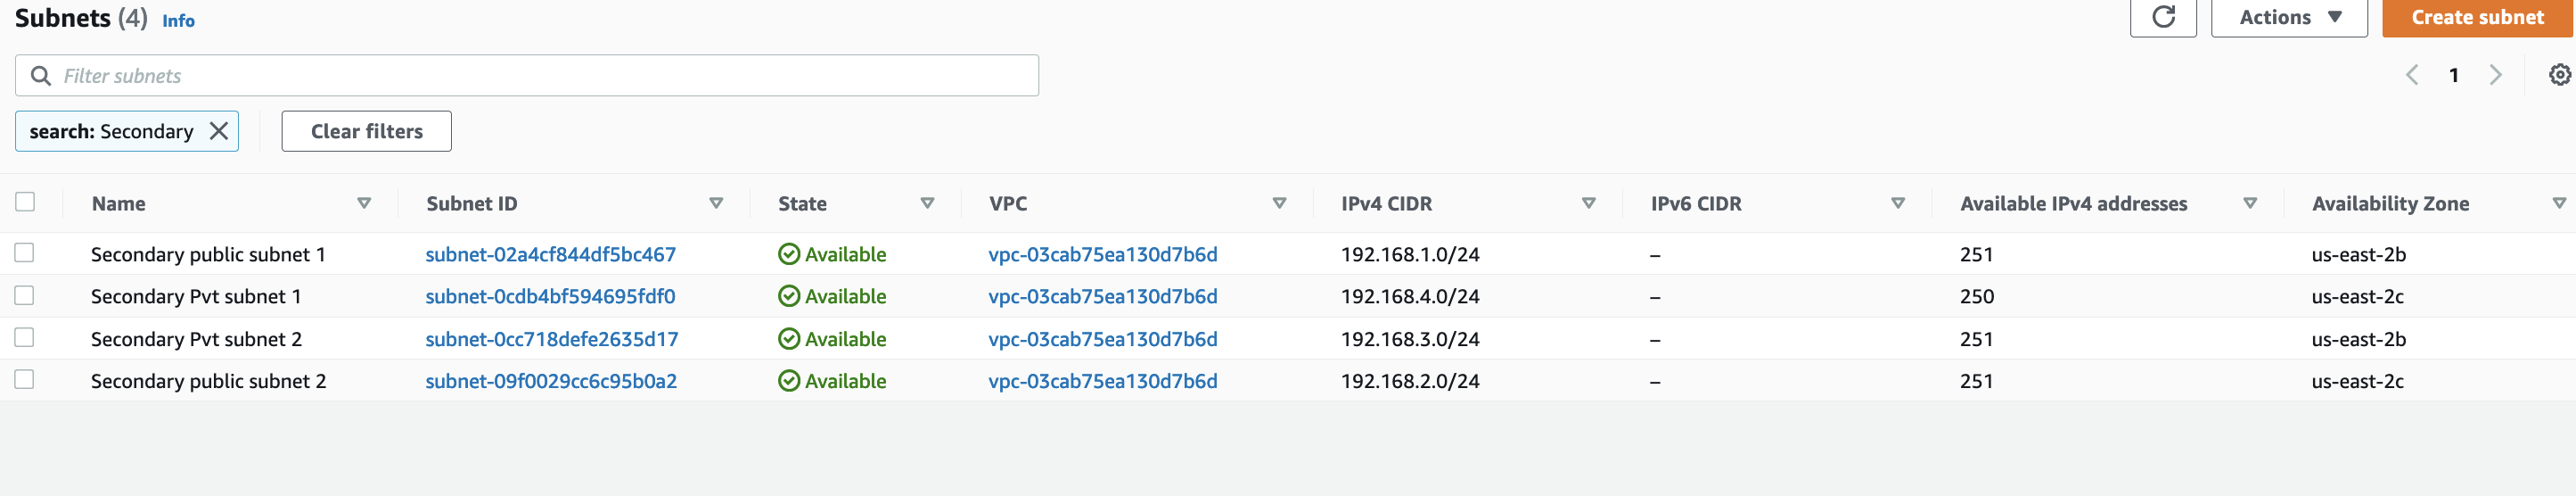 Subnets (4) Info
Actions Create subnet
Filter subnets
1
search: Secondary Clear filters
Name Subnet ID State VPC IPv4 CIDR IPv6 CIDR Available IPv4 addresses Availability Zone
Secondary public subnet 1 subnet-02a4cf844df5bc467 Available vpc-03cab75ea130d7b6d 192.168.1.0/24 – 251 us-east-2b
Secondary Pvt subnet 1 subnet-0cdb4bf594695fdf0 Available vpc-03cab75ea130d7b6d 192.168.4.0/24 – 250 us-east-2c
Secondary Pvt subnet 2 subnet-0cc718defe2635d17 Available vpc-03cab75ea130d7b6d 192.168.3.0/24 – 251 us-east-2b
Secondary public subnet 2 subnet-09f0029cc6c95b0a2 Available vpc-03cab75ea130d7b6d 192.168.2.0/24 – 251 us-east-2c